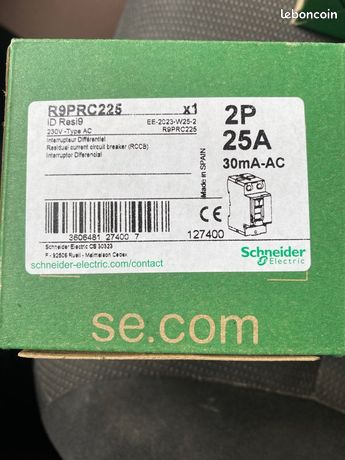 leboncoin
R9PRC225 x1
ID Resi9 EE-2023-W25-2
230V -Type AC R9PRC225
Interrupteur Différentiel
Residual current circuit breaker (RCCB)
Interruptor Diferencial
Made in SPAIN
2P
25A
30mA-AC
3606481 27400 7
CE
127400
Schneider Electric CS 30323
F - 92506 Rueil - Malmaison Cedex
schneider-electric.com/contact
Schneider
Electric
se.com